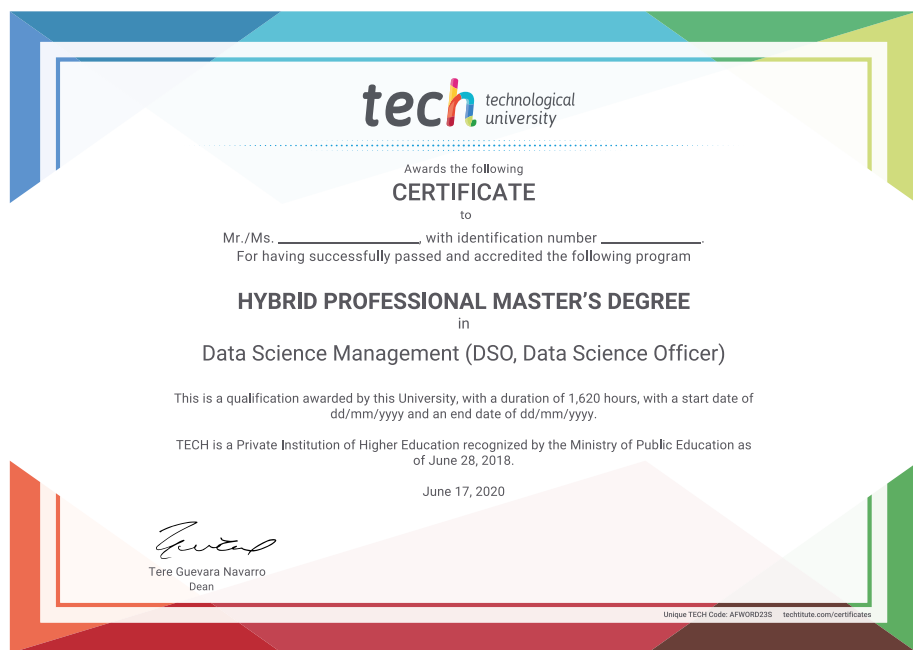 tech technological
university
Awards the following
CERTIFICATE
to
Mr./Ms. __________________, with identification number _____________.
For having successfully passed and accredited the following program
HYBRID PROFESSIONAL MASTER'S DEGREE
in
Data Science Management (DSO, Data Science Officer)
This is a qualification awarded by this University, with a duration of 1,620 hours, with a start date of
dd/mm/yyyy and an end date of dd/mm/yyyy.
TECH is a Private Institution of Higher Education recognized by the Ministry of Public Education as
of June 28, 2018.
June 17, 2020
Tere Guevara Navarro
Dean
Unique TECH Code: AFWORD23S techtitute.com/certificates